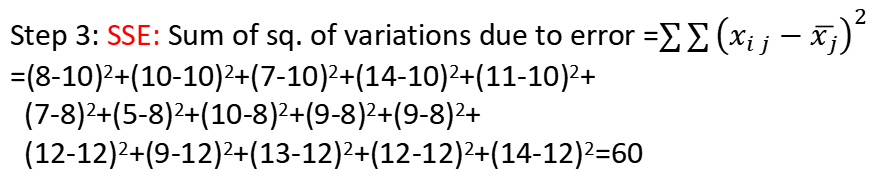 Step 3: SSE: Sum of sq. of variations due to error =∑∑(x_{i j} − x̅_j)²
=(8-10)²+(10-10)²+(7-10)²+(14-10)²+(11-10)²+
(7-8)²+(5-8)²+(10-8)²+(9-8)²+(9-8)²+
(12-12)²+(9-12)²+(13-12)²+(12-12)²+(14-12)²=60